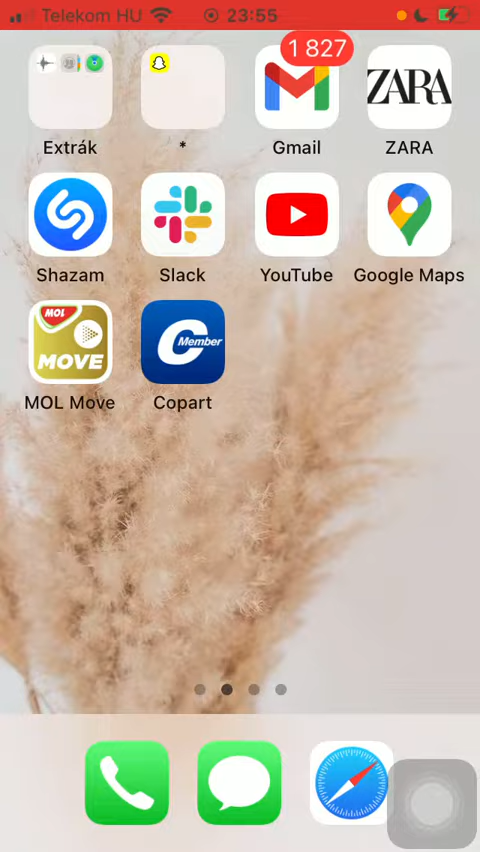 Telekom HU 23:55
1 827
Extrák * Gmail ZARA
ZARA
Shazam Slack YouTube Google Maps
MOL
MOVE
C Member
MOL Move Copart